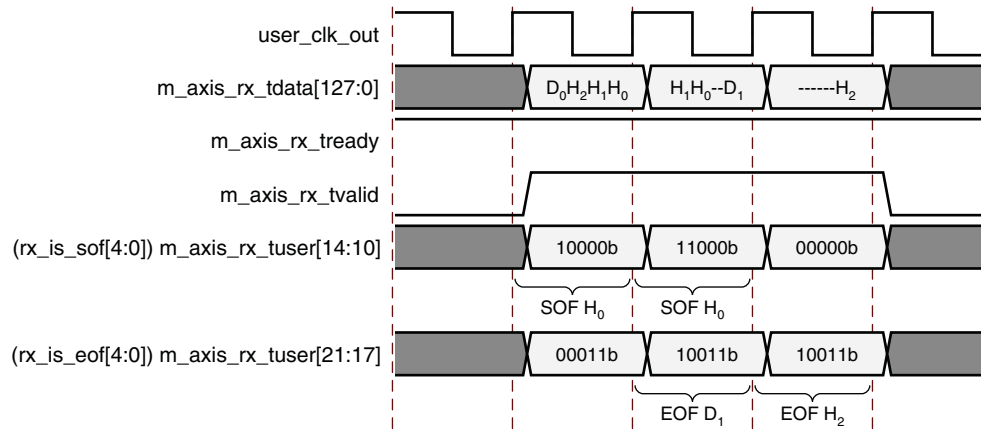 user_clk_out
m_axis_rx_tdata[127:0] D₀H₂H₁H₀ H₁H₀--D₁ ------H₂
m_axis_rx_tready
m_axis_rx_tvalid
(rx_is_sof[4:0]) m_axis_rx_tuser[14:10] 10000b 11000b 00000b
SOF H₀ SOF H₀
(rx_is_eof[4:0]) m_axis_rx_tuser[21:17] 00011b 10011b 10011b
EOF D₁ EOF H₂